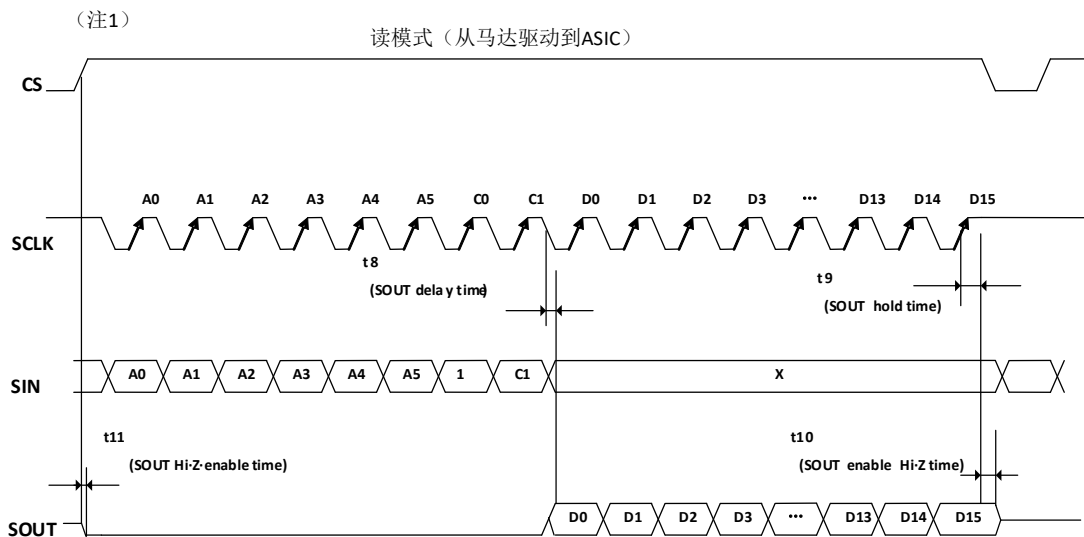 （注1）
读模式（从马达驱动到ASIC）
CS
A0 A1 A2 A3 A4 A5 C0 C1 D0 D1 D2 D3 ••• D13 D14 D15
SCLK
t8
(SOUT delay time)
t9
(SOUT hold time)
SIN
A0 A1 A2 A3 A4 A5 1 C1 X
t11
(SOUT Hi-Z-enable time)
t10
(SOUT enable Hi-Z time)
SOUT
D0 D1 D2 D3 ••• D13 D14 D15